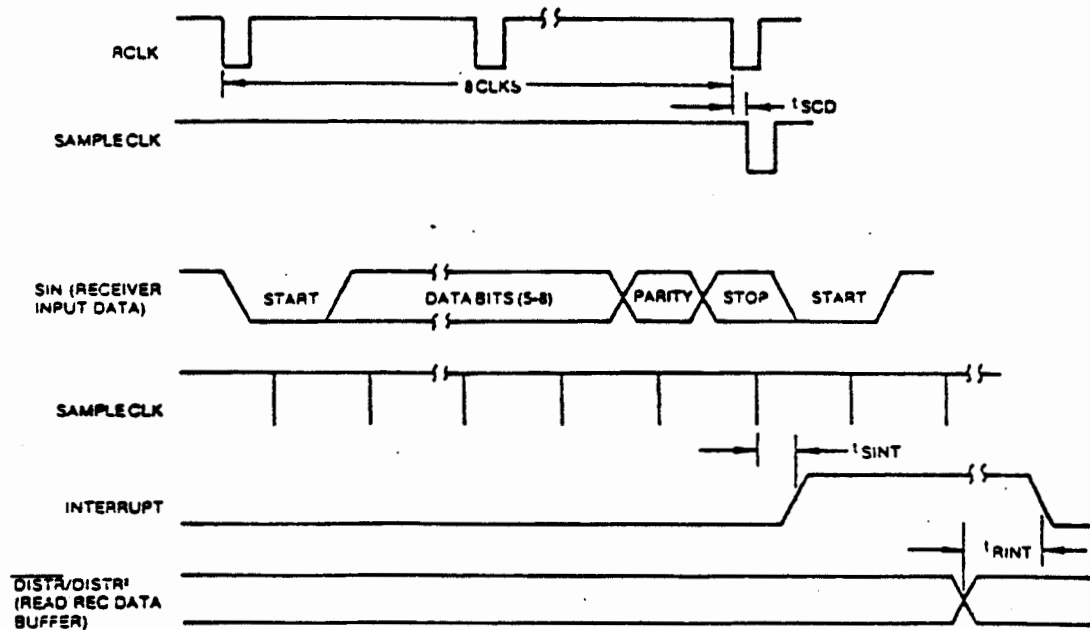 RCLK
8 CLKS
tSCD
SAMPLE CLK
SIN (RECEIVER
INPUT DATA)
START
DATA BITS (5-8)
PARITY
STOP
START
SAMPLE CLK
tSINT
INTERRUPT
tRINT
DISTR/DISTR¹
(READ REC DATA
BUFFER)